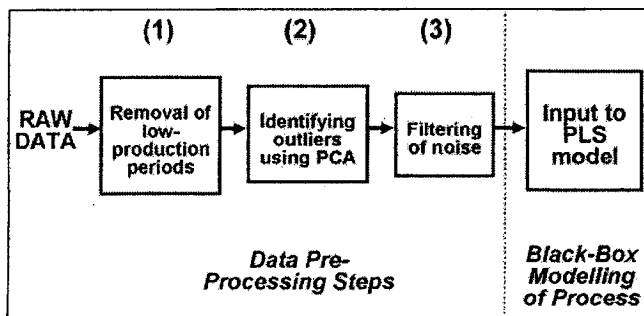 (1)
(2)
(3)
RAW
DATA
Removal of
low-
production
periods
Identifying
outliers
using PCA
Filtering
of noise
Input to
PLS
model
Data Pre-
Processing Steps
Black-Box
Modelling
of Process